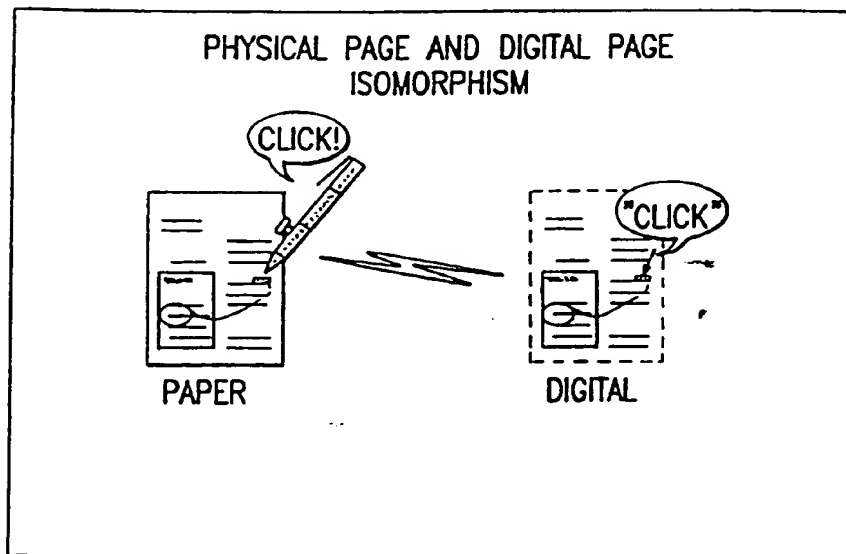 PHYSICAL PAGE AND DIGITAL PAGE
ISOMORPHISM
CLICK!
"CLICK"
PAPER
DIGITAL